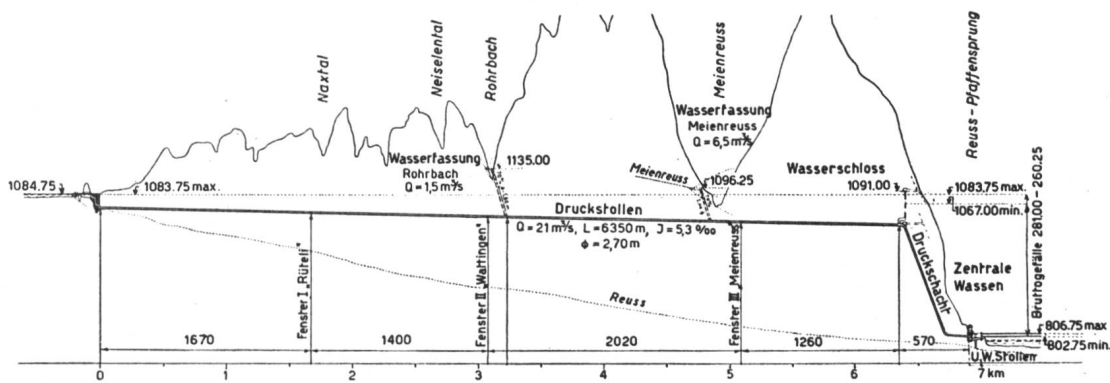 Naxtal
Neiselental
Rohrbach
Meienreuss
Reuss-Pfaffensprung
Wasserfassung
Meienreuss
Q = 6,5 m³/s
Wasserfassung
Rohrbach
Q = 1,5 m³/s
1135.00
Meienreuss
1096.25
Wasserschloss
1091.00
1084.75
1083.75 max.
1083.75 max.
1067.00 min.
Druckstollen
Q = 21 m³/s, L = 6350 m, J = 5,3 ‰
ϕ = 2,70 m
Druckschacht
Zentrale
Wassen
Bruttogefälle 281.00 – 260.25
Fenster I „Rüteli“
Fenster II „Wattingen“
Fenster III „Meienreuss“
Reuss
806.75 max
802.75 min.
U.W. Stollen
1670
1400
2020
1260
570
0
1
2
3
4
5
6
7 km